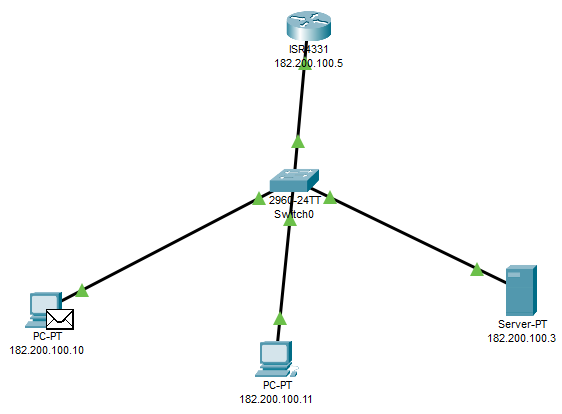 ISR4331
182.200.100.5
2960-24TT
Switch0
PC-PT
182.200.100.10
PC-PT
182.200.100.11
Server-PT
182.200.100.3